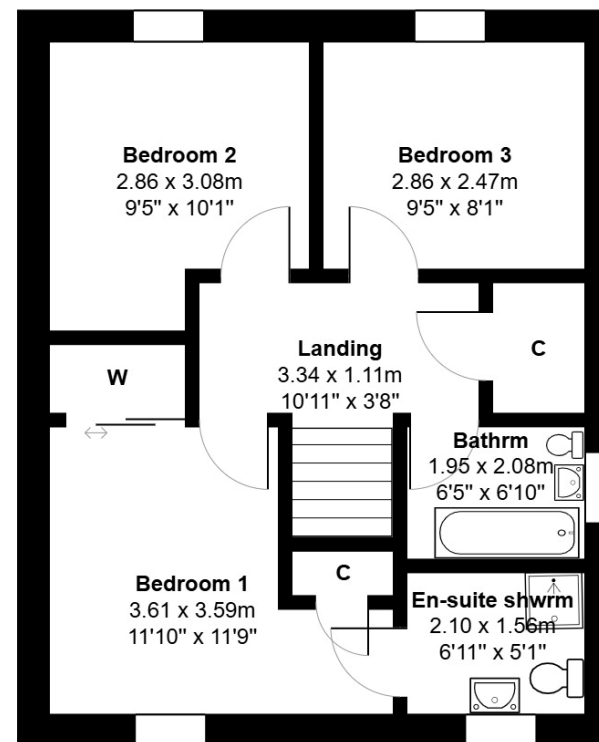 Bedroom 2
2.86 x 3.08m
9'5" x 10'1"
Bedroom 3
2.86 x 2.47m
9'5" x 8'1"
W
Landing
3.34 x 1.11m
10'11" x 3'8"
C
Bathrm
1.95 x 2.08m
6'5" x 6'10"
Bedroom 1
3.61 x 3.59m
11'10" x 11'9"
C
En-suite shwrm
2.10 x 1.56m
6'11" x 5'1"